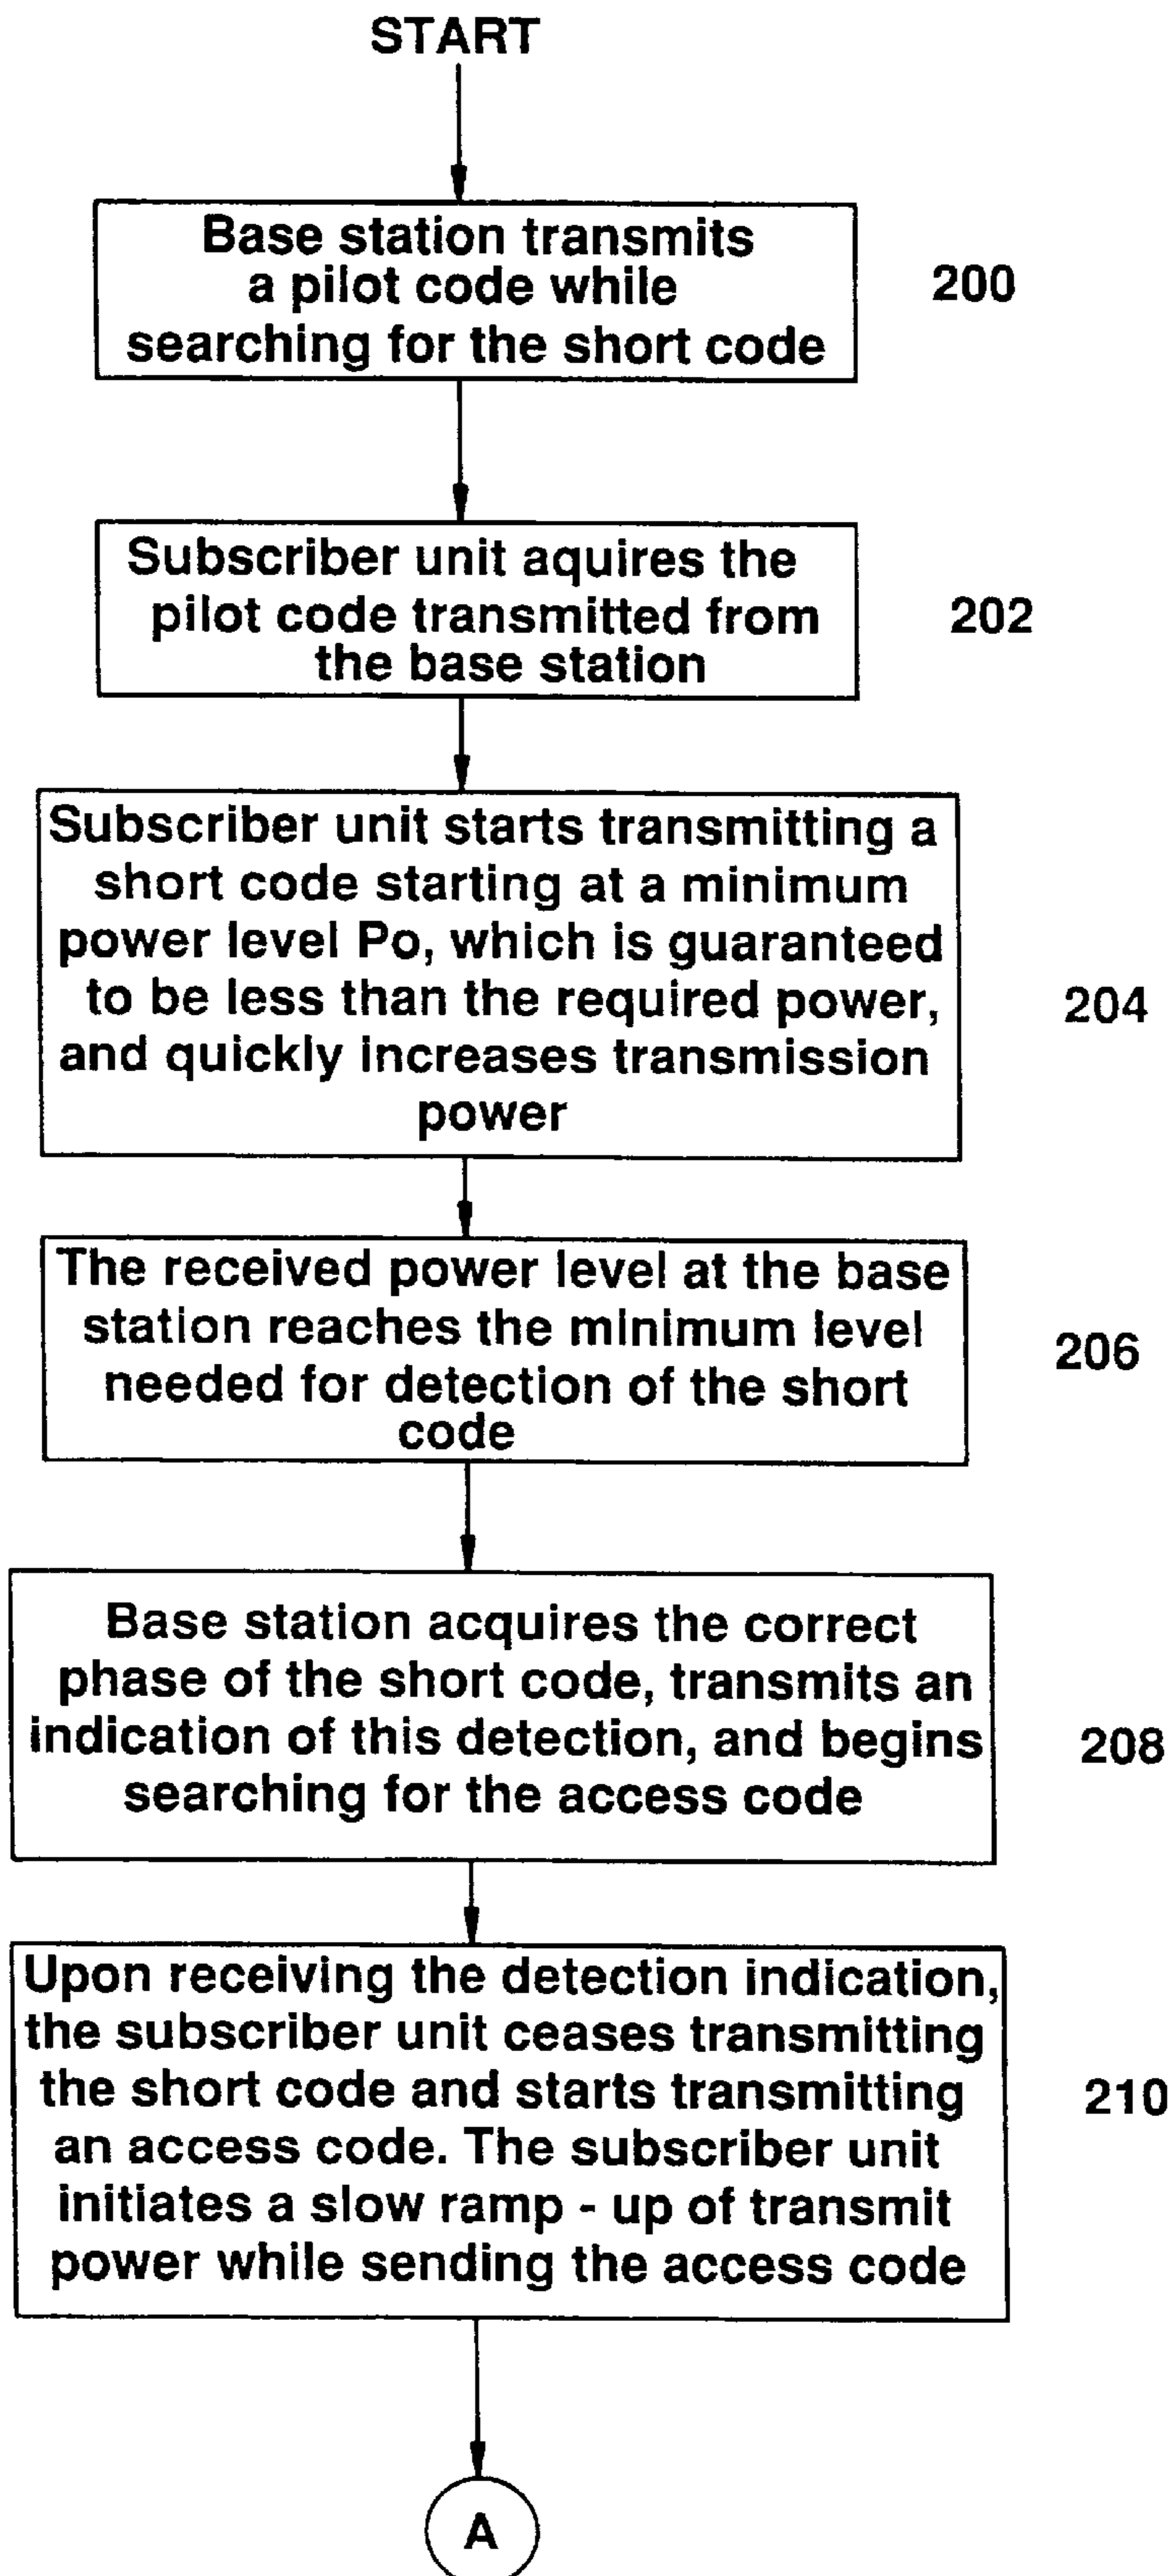 START
Base station transmits
a pilot code while
searching for the short code
200
Subscriber unit aquires the
pilot code transmitted from
the base station
202
Subscriber unit starts transmitting a
short code starting at a minimum
power level Po, which is guaranteed
to be less than the required power,
and quickly increases transmission
power
204
The received power level at the base
station reaches the minimum level
needed for detection of the short
code
206
Base station acquires the correct
phase of the short code, transmits an
indication of this detection, and begins
searching for the access code
208
Upon receiving the detection indication,
the subscriber unit ceases transmitting
the short code and starts transmitting
an access code. The subscriber unit
initiates a slow ramp - up of transmit
power while sending the access code
210
A